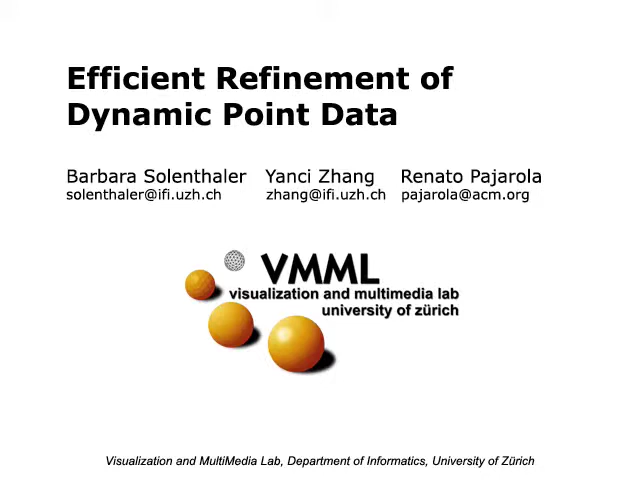 Efficient Refinement of
Dynamic Point Data
Barbara Solenthaler Yanci Zhang Renato Pajarola
solenthaler@ifi.uzh.ch zhang@ifi.uzh.ch pajarola@acm.org
VMML
visualization and multimedia lab
university of zürich
Visualization and MultiMedia Lab, Department of Informatics, University of Zürich